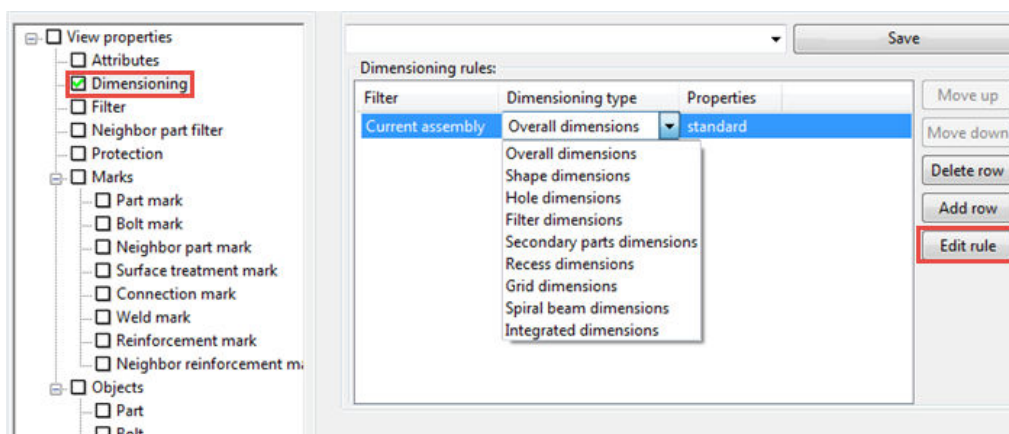 View properties
Attributes
Dimensioning
Filter
Neighbor part filter
Protection
Marks
Part mark
Bolt mark
Neighbor part mark
Surface treatment mark
Connection mark
Weld mark
Reinforcement mark
Neighbor reinforcement ma
Objects
Part
Bolt
Save
Dimensioning rules:
Filter Dimensioning type Properties
Current assembly Overall dimensions standard
Overall dimensions
Shape dimensions
Hole dimensions
Filter dimensions
Secondary parts dimensions
Recess dimensions
Grid dimensions
Spiral beam dimensions
Integrated dimensions
Move up
Move down
Delete row
Add row
Edit rule